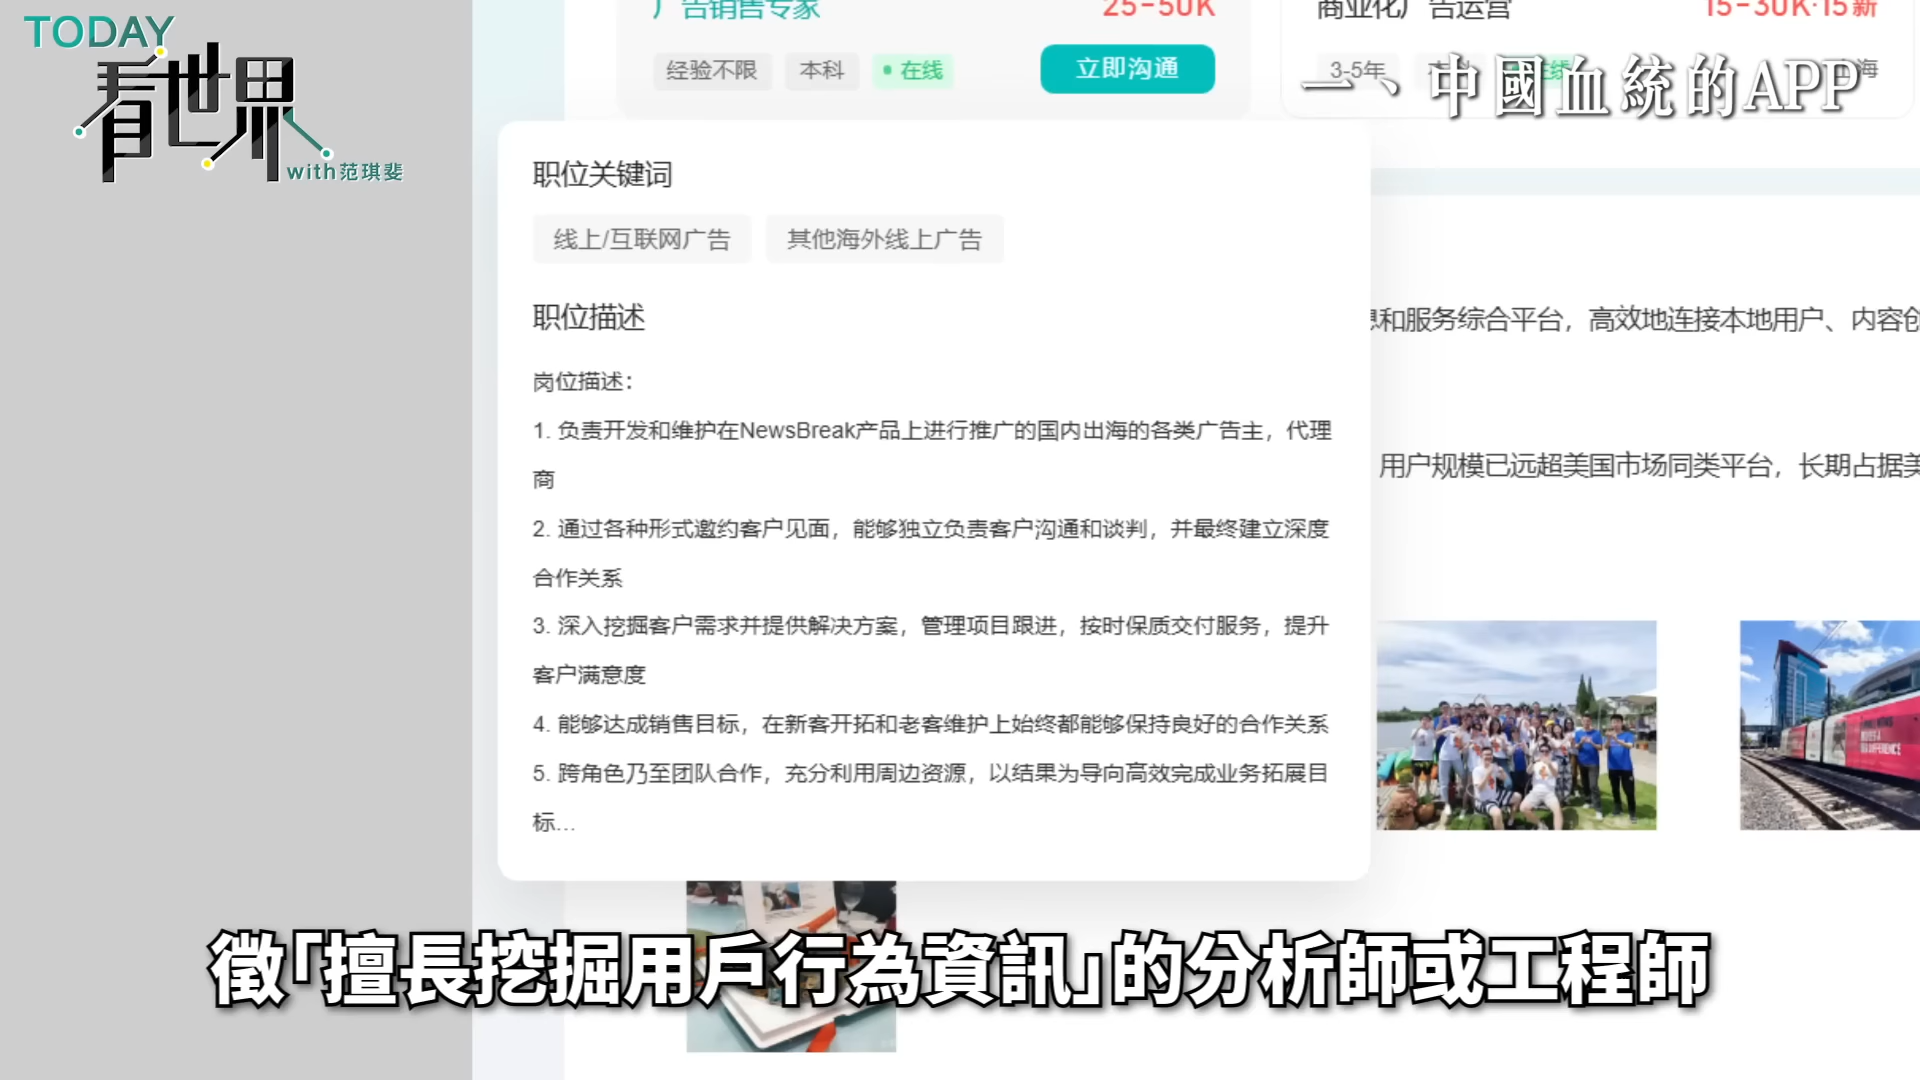 TODAY
看世界
with范琪斐
广告销售专家
25-50K
经验不限
本科
在线
立即沟通
商业化广告运营
15-30K·15薪
3-5年
一、中國血統的APP
职位关键词
线上/互联网广告
其他海外线上广告
职位描述
岗位描述：
1. 负责开发和维护在NewsBreak产品上进行推广的国内出海的各类广告主，代理
商
2. 通过各种形式邀约客户见面，能够独立负责客户沟通和谈判，并最终建立深度
合作关系
3. 深入挖掘客户需求并提供解决方案，管理项目跟进，按时保质交付服务，提升
客户满意度
4. 能够达成销售目标，在新客开拓和老客维护上始终都能够保持良好的合作关系
5. 跨角色乃至团队合作，充分利用周边资源，以结果为导向高效完成业务拓展目
标...
和服务综合平台，高效地连接本地用户、内容创
用户规模已远超美国市场同类平台，长期占据美
徵「擅長挖掘用戶行為資訊」的分析師或工程師